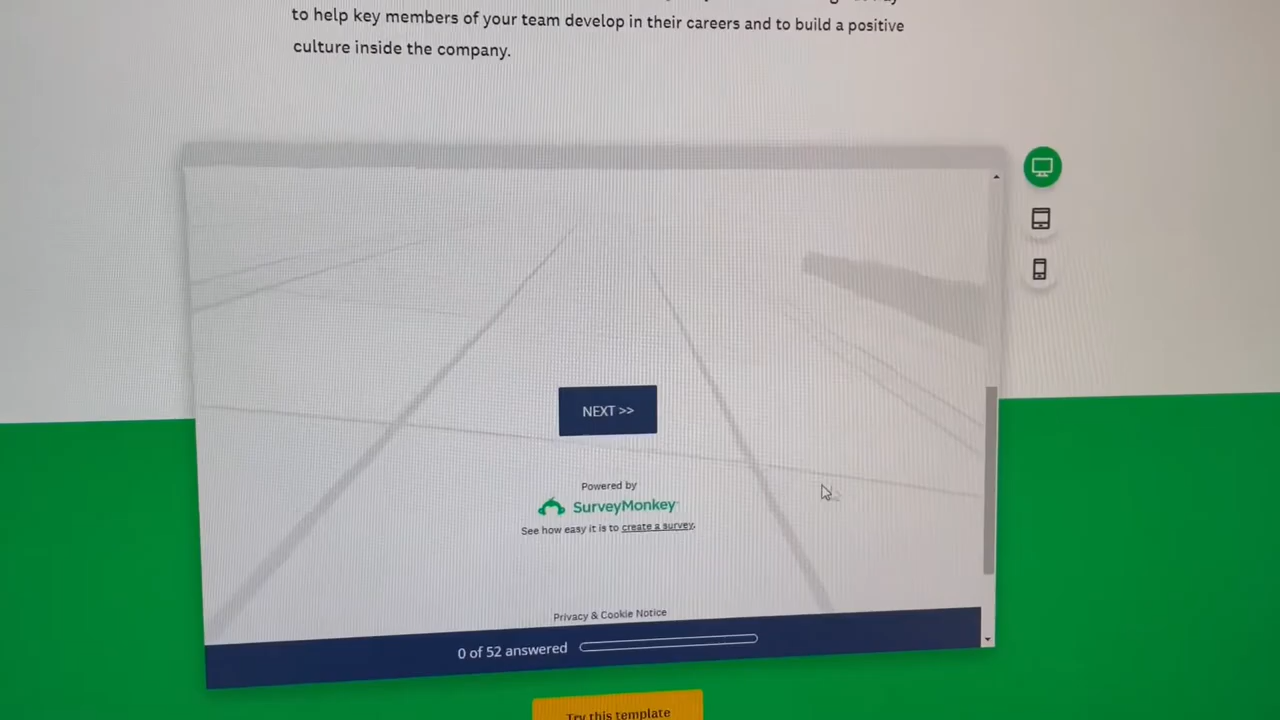 to help key members of your team develop in their careers and to build a positive
culture inside the company.
NEXT >>
Powered by
SurveyMonkey
See how easy it is to create a survey.
Privacy & Cookie Notice
0 of 52 answered
Try this template